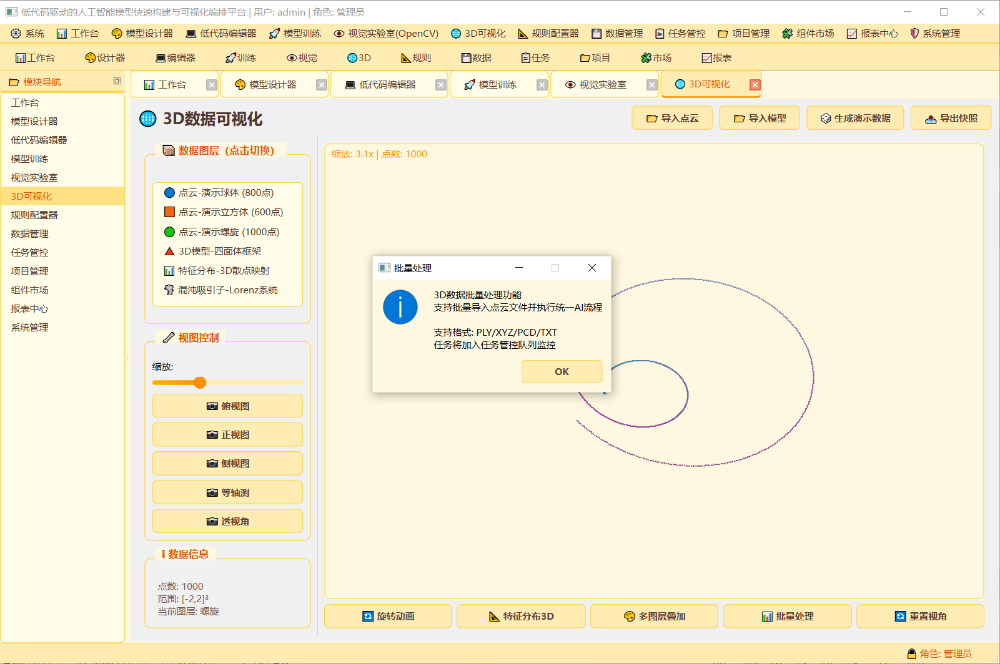 低代码驱动的人工智能模型快速构建与可视化编排平台 | 用户: admin | 角色: 管理员
系统 工作台 模型设计器 低代码编辑器 模型训练 视觉实验室(OpenCV) 3D可视化 规则配置器 数据管理 任务管控 项目管理 组件市场 报表中心 系统管理
工作台 设计器 编辑器 训练 视觉 3D 规则 数据 任务 项目 市场 报表
模块导航
工作台
模型设计器
低代码编辑器
模型训练
视觉实验室
3D可视化
规则配置器
数据管理
任务管控
项目管理
组件市场
报表中心
系统管理
工作台 模型设计器 低代码编辑器 模型训练 视觉实验室 3D可视化
3D数据可视化
导入点云 导入模型 生成演示数据 导出快照
数据图层（点击切换）
点云-演示球体 (800点)
点云-演示立方体 (600点)
点云-演示螺旋 (1000点)
3D模型-四面体框架
特征分布-3D散点映射
混沌吸引子-Lorenz系统
视图控制
缩放:
俯视图
正视图
侧视图
等轴测
透视角
数据信息
点数: 1000
范围: [-2,2]³
当前图层: 螺旋
缩放: 3.1x | 点数: 1000
批量处理
3D数据批量处理功能
支持批量导入点云文件并执行统一AI流程
支持格式: PLY/XYZ/PCD/TXT
任务将加入任务管控队列监控
OK
旋转动画 特征分布3D 多图层叠加 批量处理 重置视角
角色: 管理员